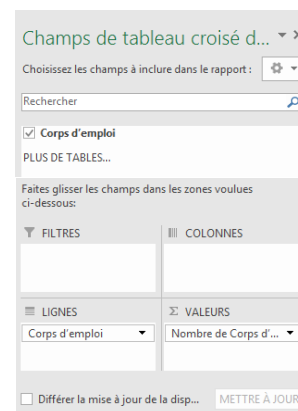 Champs de tableau croisé d...
Choisissez les champs à inclure dans le rapport :
Rechercher
Corps d'emploi
PLUS DE TABLES...
Faites glisser les champs dans les zones voulues
ci-dessous:
FILTRES
COLONNES
LIGNES
Σ VALEURS
Corps d'emploi
Nombre de Corps d'...
Différer la mise à jour de la disp...
METTRE À JOUR